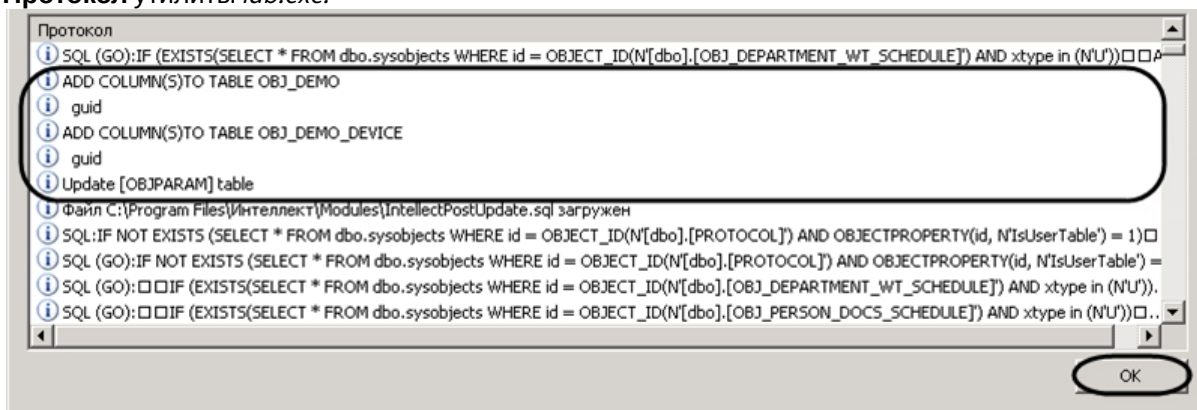 Протокол утилиты idb.exe.
Протокол
SQL (GO):IF (EXISTS(SELECT * FROM dbo.sysobjects WHERE id = OBJECT_ID(N'[dbo].[OBJ_DEPARTMENT_WT_SCHEDULE]') AND xtype in (N'U'))□□A
ADD COLUMN(S)TO TABLE OBJ_DEMO
guid
ADD COLUMN(S)TO TABLE OBJ_DEMO_DEVICE
guid
Update [OBJPARAM] table
Файл C:\Program Files\Интеллект\Modules\IntellectPostUpdate.sql загружен
SQL:IF NOT EXISTS (SELECT * FROM dbo.sysobjects WHERE id = OBJECT_ID(N'[dbo].[PROTOCOL]') AND OBJECTPROPERTY(id, N'IsUserTable') = 1)□
SQL (GO):IF NOT EXISTS (SELECT * FROM dbo.sysobjects WHERE id = OBJECT_ID(N'[dbo].[PROTOCOL]') AND OBJECTPROPERTY(id, N'IsUserTable') =
SQL (GO):□□IF (EXISTS(SELECT * FROM dbo.sysobjects WHERE id = OBJECT_ID(N'[dbo].[OBJ_DEPARTMENT_WT_SCHEDULE]') AND xtype in (N'U')).
SQL (GO):□□IF (EXISTS(SELECT * FROM dbo.sysobjects WHERE id = OBJECT_ID(N'[dbo].[OBJ_PERSON_DOCS_SCHEDULE]') AND xtype in (N'U'))□..
OK